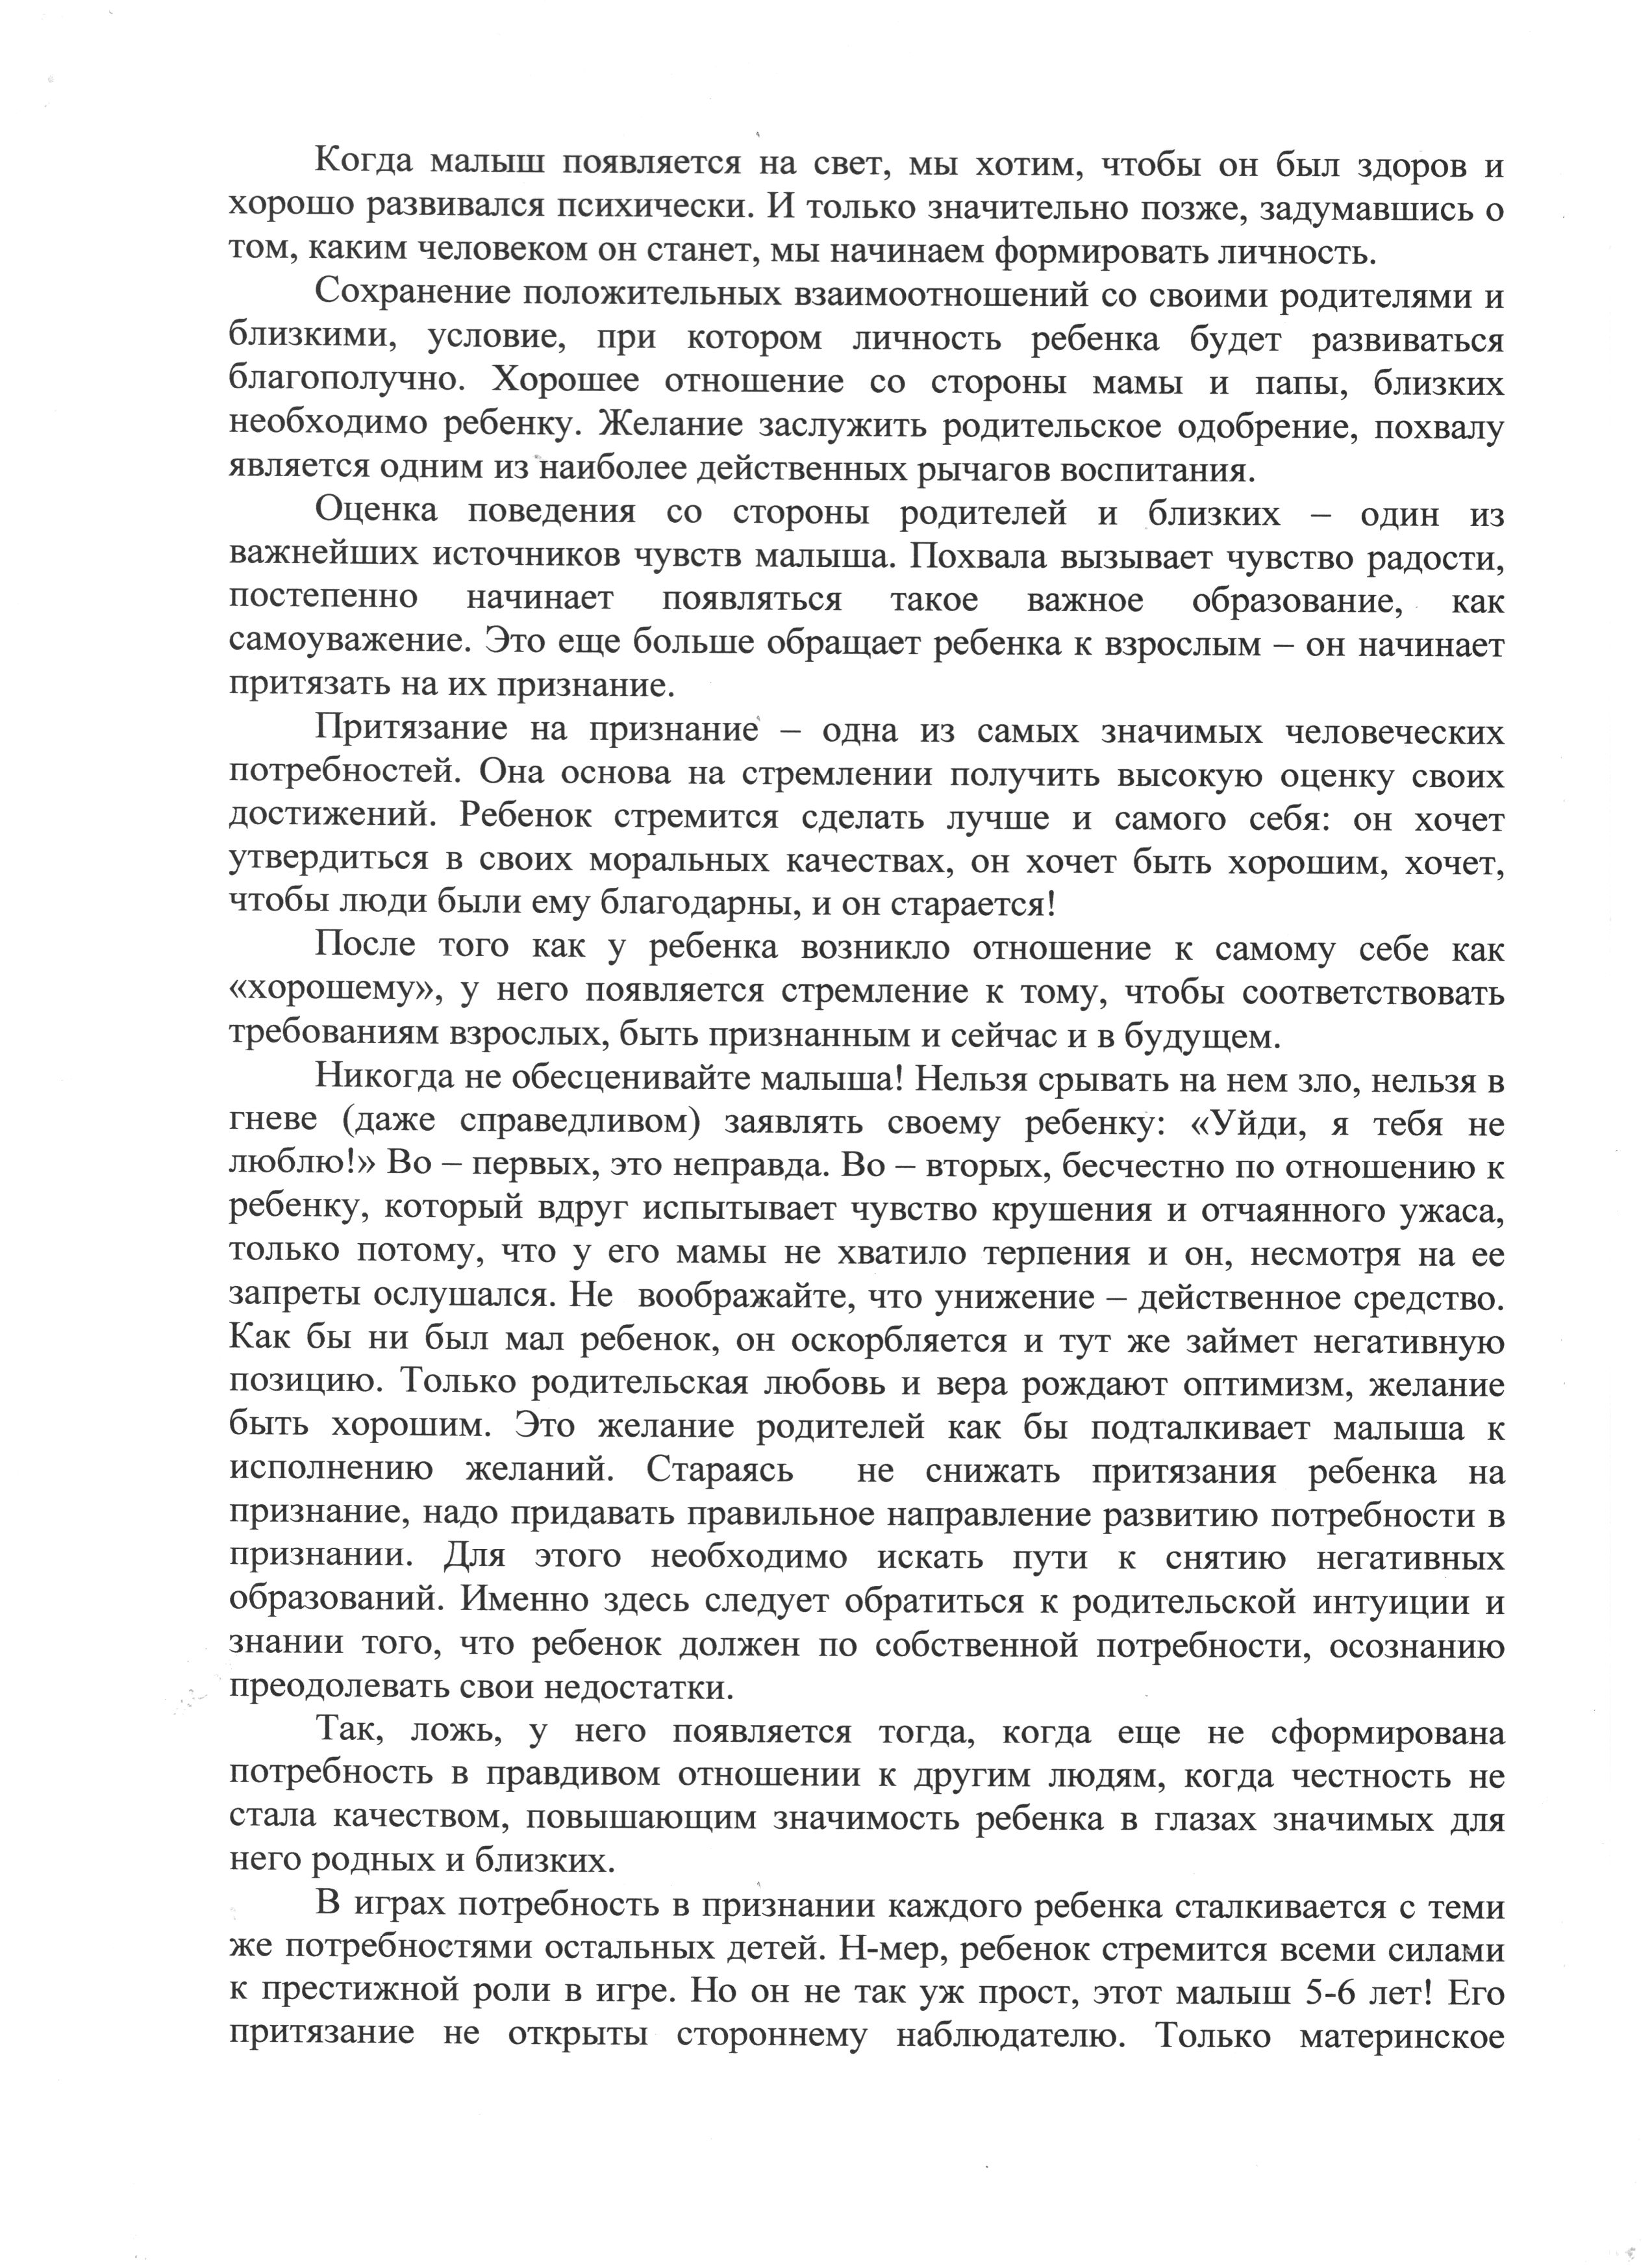 Когда малыш появляется на свет, мы хотим, чтобы он был здоров и
хорошо развивался психически. И только значительно позже, задумавшись о
том, каким человеком он станет, мы начинаем формировать личность.
Сохранение положительных взаимоотношений со своими родителями и
близкими, условие, при котором личность ребенка будет развиваться
благополучно. Хорошее отношение со стороны мамы и папы, близких
необходимо ребенку. Желание заслужить родительское одобрение, похвалу
является одним из наиболее действенных рычагов воспитания.
Оценка поведения со стороны родителей и близких – один из
важнейших источников чувств малыша. Похвала вызывает чувство радости,
постепенно начинает появляться такое важное образование, как
самоуважение. Это еще больше обращает ребенка к взрослым – он начинает
притязать на их признание.
Притязание на признание – одна из самых значимых человеческих
потребностей. Она основа на стремлении получить высокую оценку своих
достижений. Ребенок стремится сделать лучше и самого себя: он хочет
утвердиться в своих моральных качествах, он хочет быть хорошим, хочет,
чтобы люди были ему благодарны, и он старается!
После того как у ребенка возникло отношение к самому себе как
«хорошему», у него появляется стремление к тому, чтобы соответствовать
требованиям взрослых, быть признанным и сейчас и в будущем.
Никогда не обесценивайте малыша! Нельзя срывать на нем зло, нельзя в
гневе (даже справедливом) заявлять своему ребенку: «Уйди, я тебя не
люблю!» Во – первых, это неправда. Во – вторых, бесчестно по отношению к
ребенку, который вдруг испытывает чувство крушения и отчаянного ужаса,
только потому, что у его мамы не хватило терпения и он, несмотря на ее
запреты ослушался. Не воображайте, что унижение – действенное средство.
Как бы ни был мал ребенок, он оскорбляется и тут же займет негативную
позицию. Только родительская любовь и вера рождают оптимизм, желание
быть хорошим. Это желание родителей как бы подталкивает малыша к
исполнению желаний. Стараясь не снижать притязания ребенка на
признание, надо придавать правильное направление развитию потребности в
признании. Для этого необходимо искать пути к снятию негативных
образований. Именно здесь следует обратиться к родительской интуиции и
знании того, что ребенок должен по собственной потребности, осознанию
преодолевать свои недостатки.
Так, ложь, у него появляется тогда, когда еще не сформирована
потребность в правдивом отношении к другим людям, когда честность не
стала качеством, повышающим значимость ребенка в глазах значимых для
него родных и близких.
В играх потребность в признании каждого ребенка сталкивается с теми
же потребностями остальных детей. Н-мер, ребенок стремится всеми силами
к престижной роли в игре. Но он не так уж прост, этот малыш 5-6 лет! Его
притязание не открыты стороннему наблюдателю. Только материнское